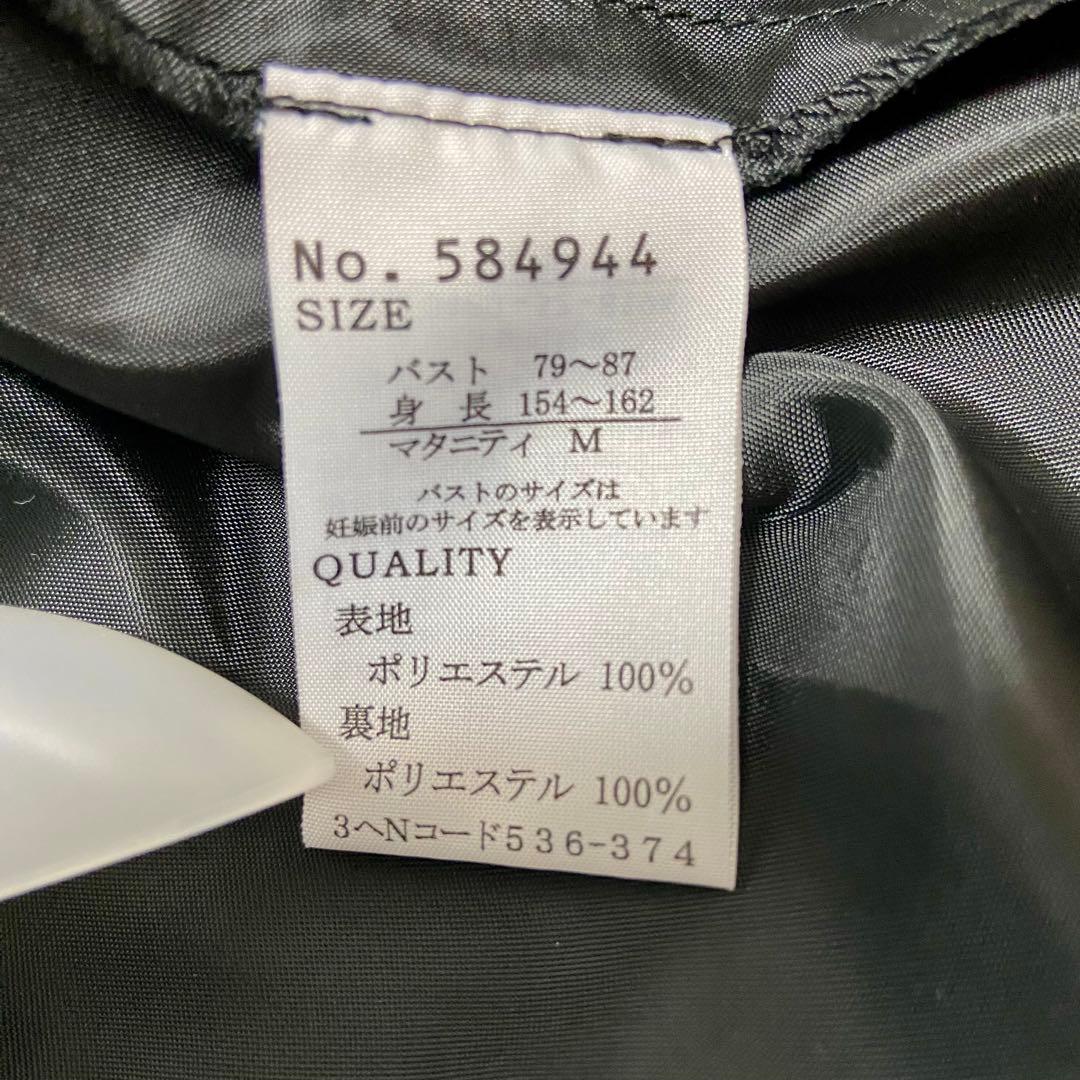 No. 584944
SIZE
バスト 79～87
身 長 154～162
マタニティ M
バストのサイズは
妊娠前のサイズを表示しています
QUALITY
表地
ポリエステル 100%
裏地
ポリエステル 100%
3ヘNコード536-374